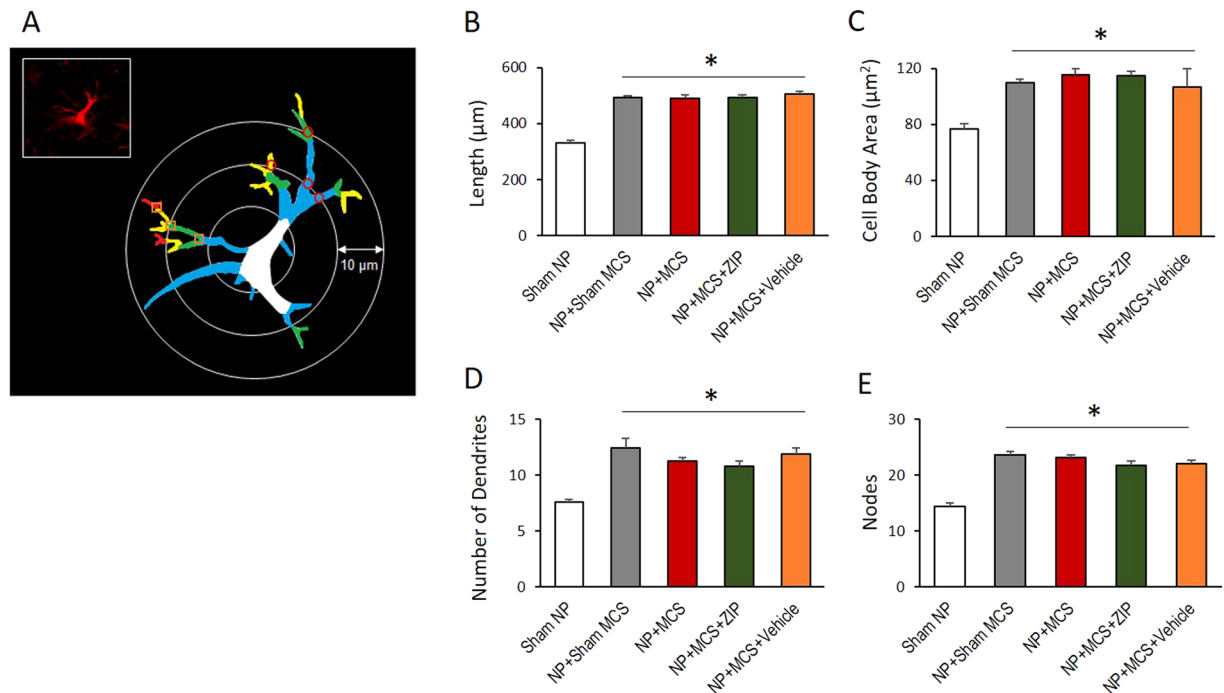 A
10 µm
B
*
Length (µm)
600
400
200
0
Sham NP
NP+Sham MCS
NP+MCS
NP+MCS+ZIP
NP+MCS+Vehicle
C
*
Cell Body Area (µm²)
120
80
40
0
Sham NP
NP+Sham MCS
NP+MCS
NP+MCS+ZIP
NP+MCS+Vehicle
D
*
Number of Dendrites
15
10
5
0
Sham NP
NP+Sham MCS
NP+MCS
NP+MCS+ZIP
NP+MCS+Vehicle
E
*
Nodes
30
20
10
0
Sham NP
NP+Sham MCS
NP+MCS
NP+MCS+ZIP
NP+MCS+Vehicle